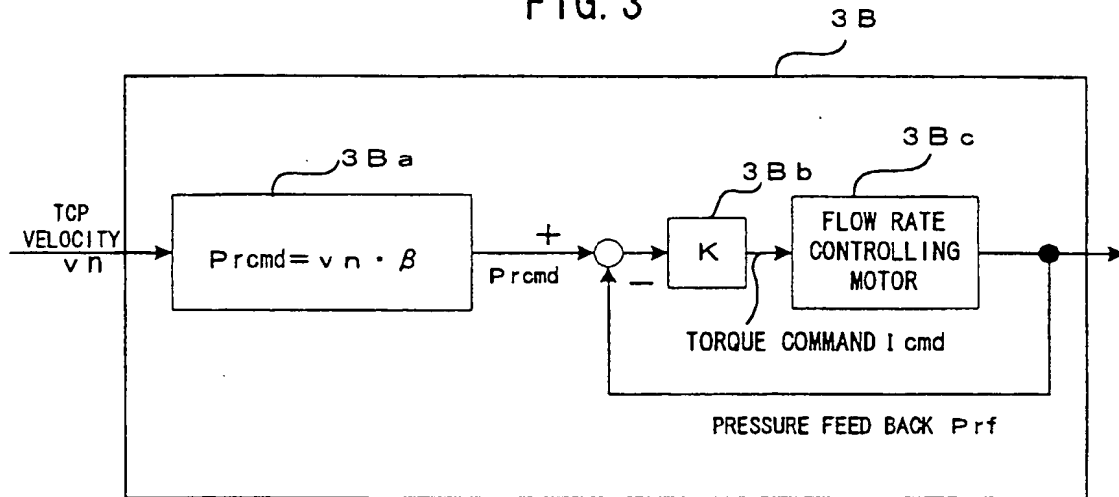 FIG. 3
3B
3Ba
3Bb
3Bc
TCP
VELOCITY
vn
Prcmd=vn・β
+
Prcmd
−
K
FLOW RATE
CONTROLLING
MOTOR
TORQUE COMMAND I cmd
PRESSURE FEED BACK Prf